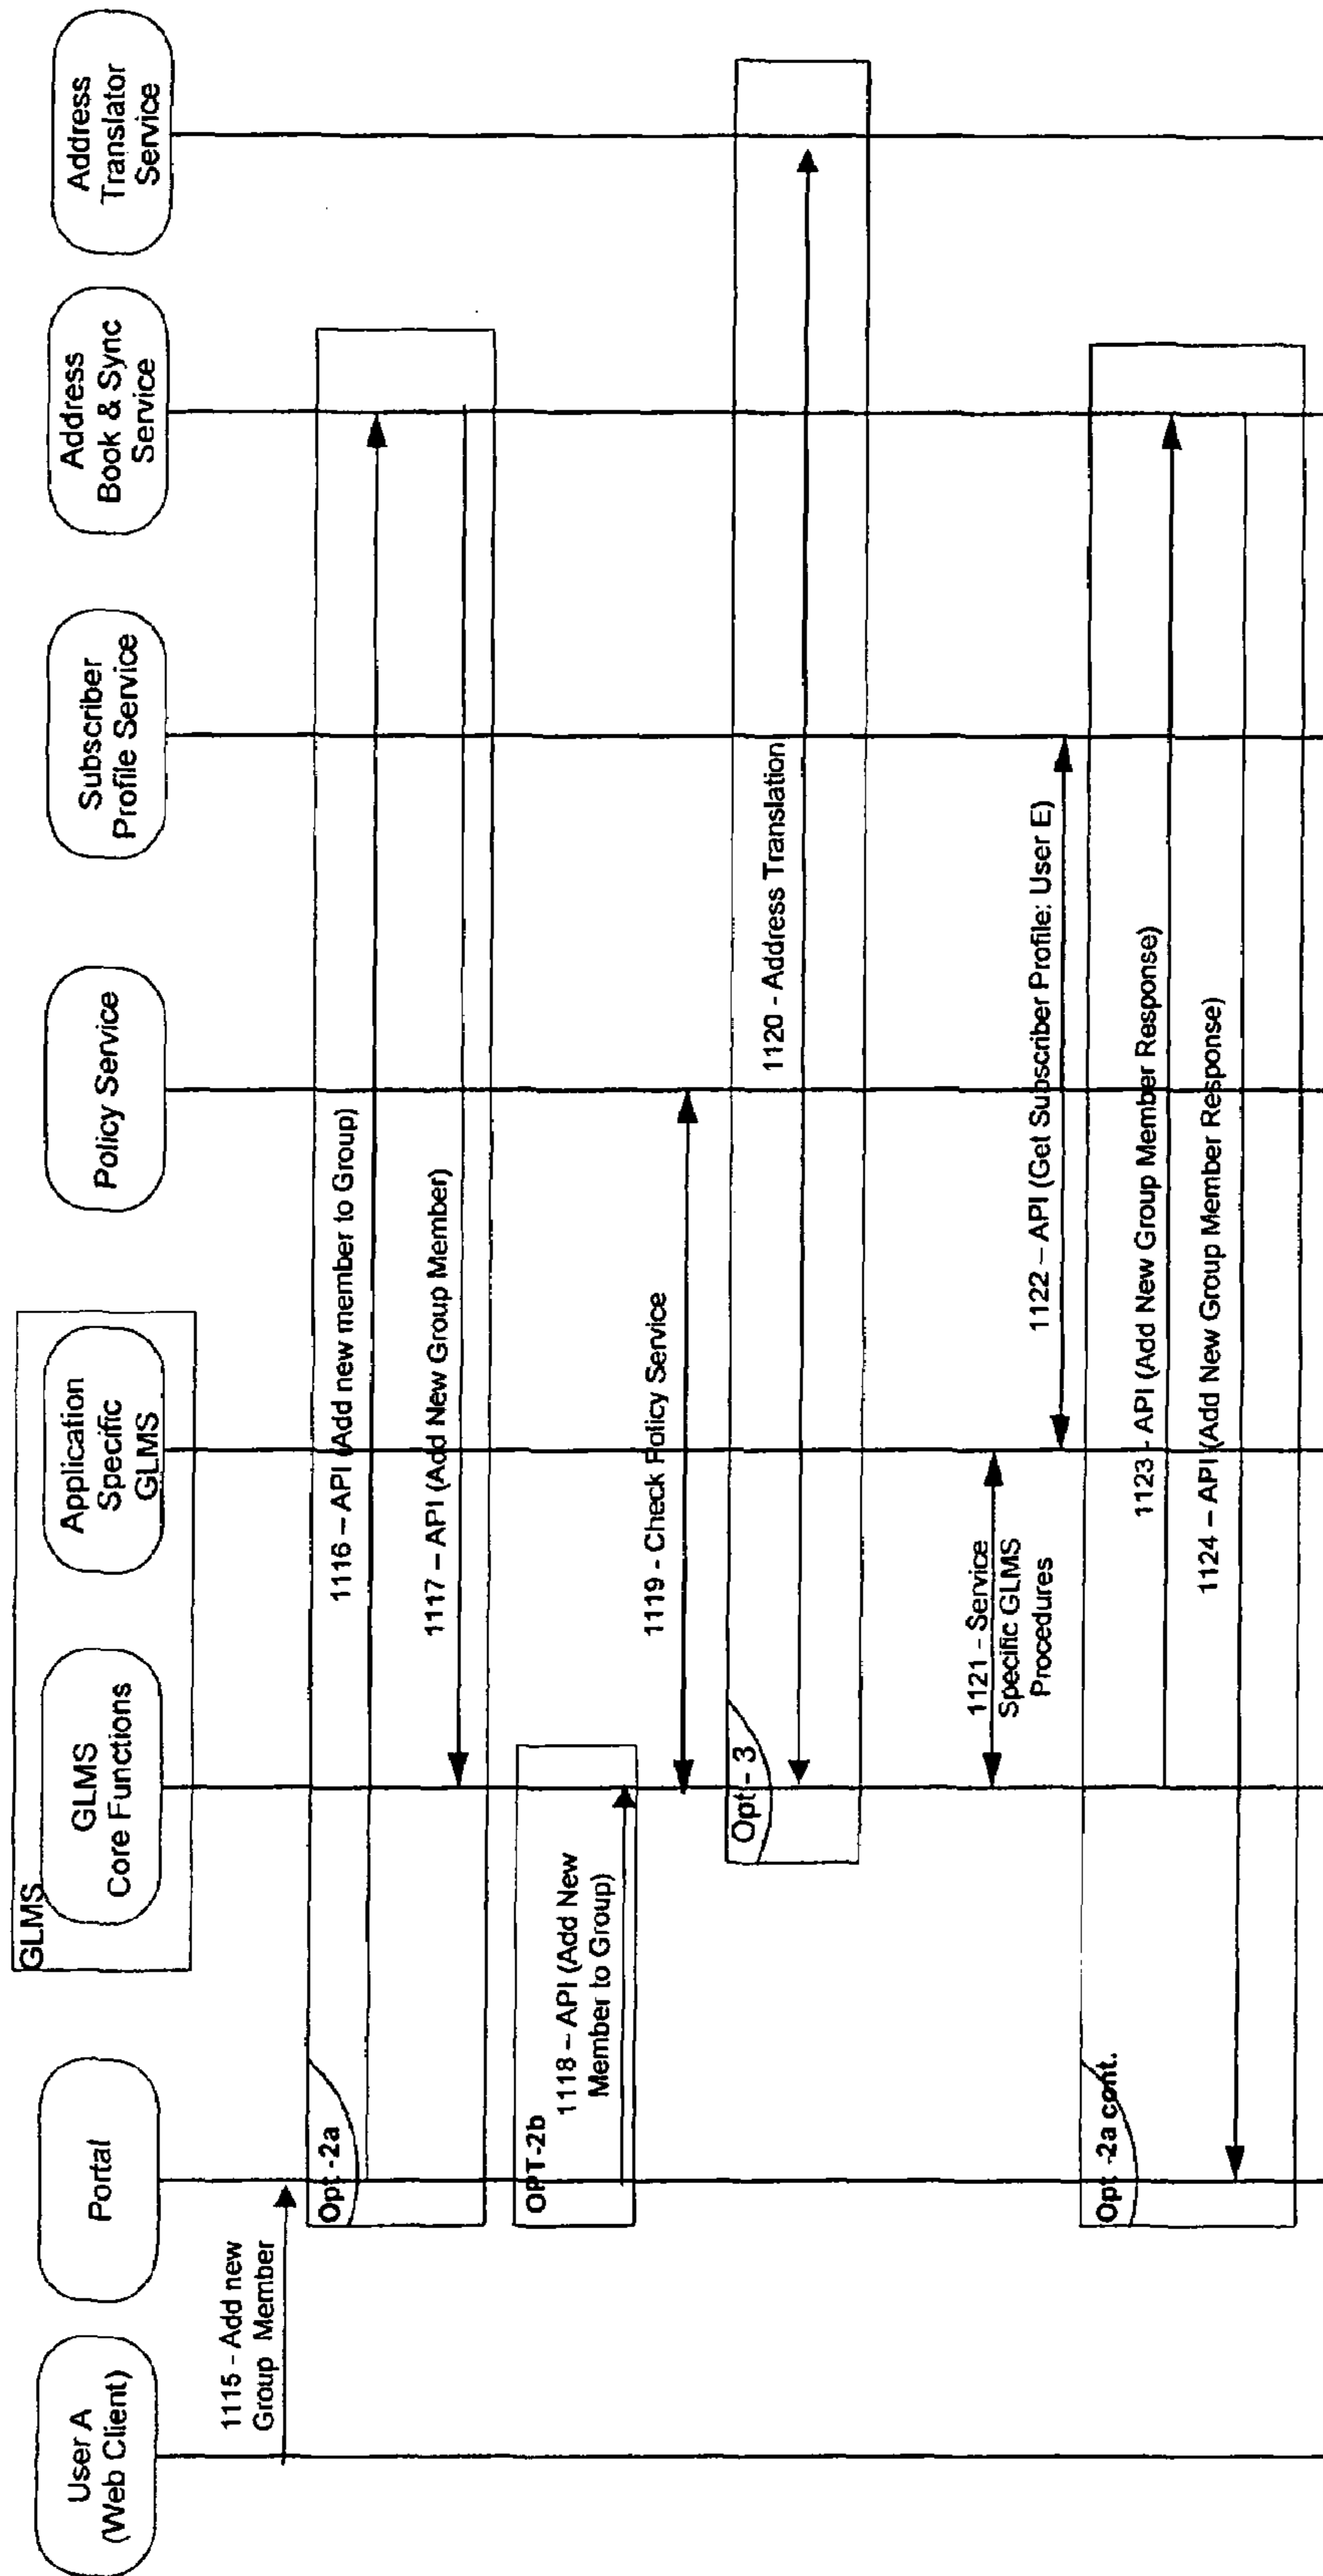 User A
(Web Client)
Portal
GLMS
GLMS
Core Functions
Application
Specific
GLMS
Policy Service
Subscriber
Profile Service
Address
Book & Sync
Service
Address
Translator
Service
1115 - Add new
Group Member
Opt -2a
1116 – API (Add new member to Group)
1117 – API (Add New Group Member)
OPT-2b
1118 – API (Add New
Member to Group)
1119 - Check Policy Service
Opt - 3
1120 - Address Translation
1121 - Service
Specific GLMS
Procedures
1122 – API (Get Subscriber Profile: User E)
Opt -2a cont.
1123 - API (Add New Group Member Response)
1124 – API (Add New Group Member Response)